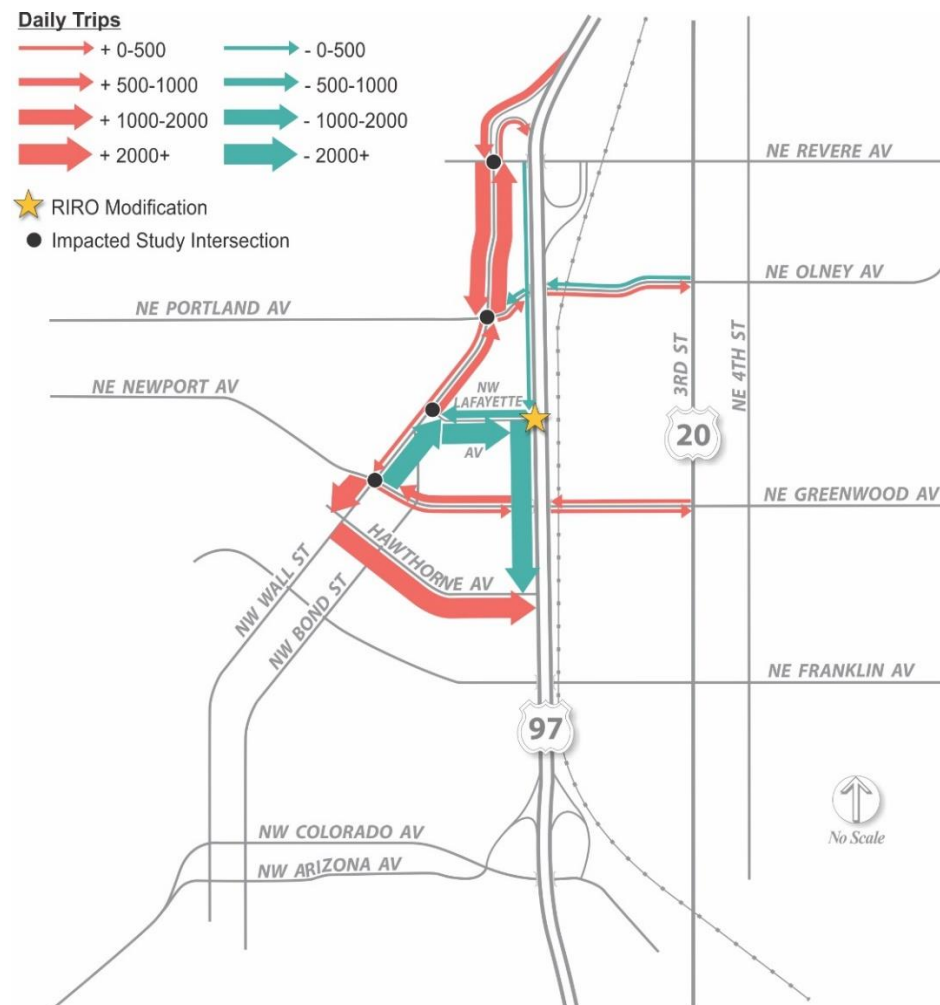 Daily Trips
+ 0-500
- 0-500
+ 500-1000
- 500-1000
+ 1000-2000
- 1000-2000
+ 2000+
- 2000+
RIRO Modification
Impacted Study Intersection
NE REVERE AV
NE OLNEY AV
NE PORTLAND AV
NE NEWPORT AV
NW
LAFAYETTE
AV
3RD ST
NE 4TH ST
20
NE GREENWOOD AV
HAWTHORNE AV
NW WALL ST
NW BOND ST
NE FRANKLIN AV
97
NW COLORADO AV
NW ARIZONA AV
No Scale